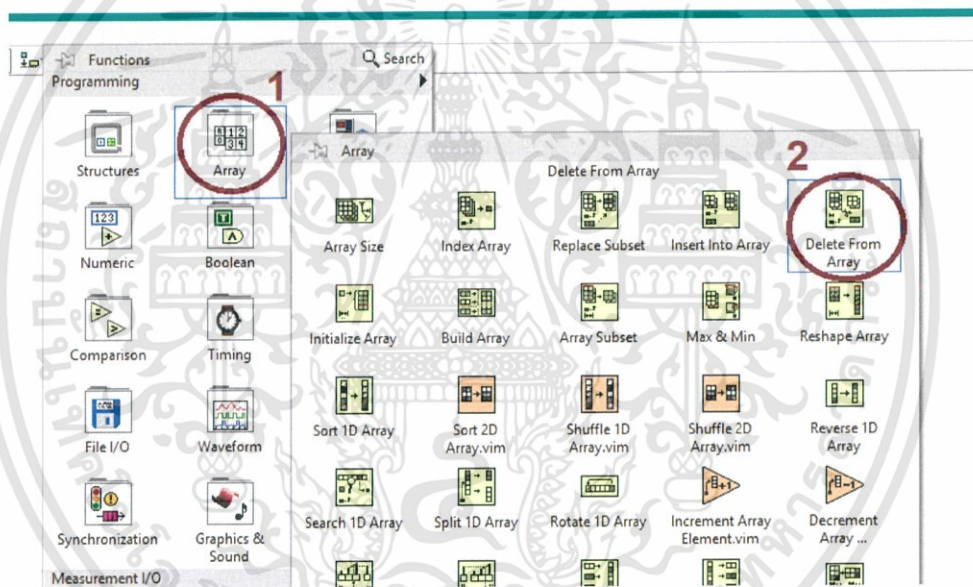 Functions
Search
Programming
1
Structures
Array
Numeric
Boolean
Comparison
Timing
File I/O
Waveform
Synchronization
Graphics &
Sound
Measurement I/O
Array
Delete From Array
2
Array Size
Index Array
Replace Subset
Insert Into Array
Delete From
Array
Initialize Array
Build Array
Array Subset
Max & Min
Reshape Array
Sort 1D Array
Sort 2D
Array.vim
Shuffle 1D
Array.vim
Shuffle 2D
Array.vim
Reverse 1D
Array
Search 1D Array
Split 1D Array
Rotate 1D Array
Increment Array
Element.vim
Decrement
Array ...